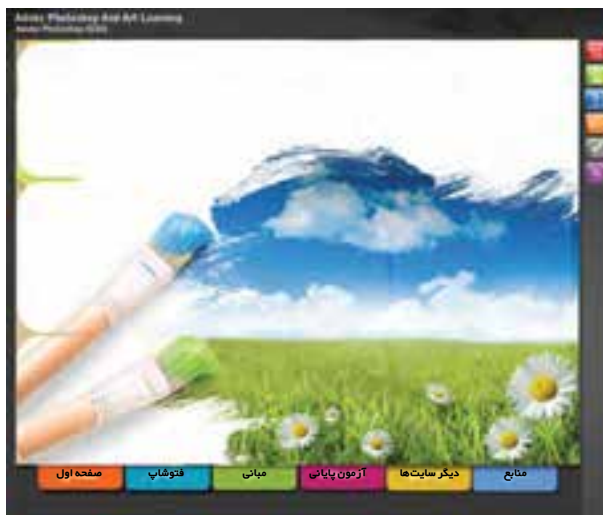 Adobe Photoshop And Art Learning
صفحه اول
فتوشاپ
مبانی
آزمون پایانی
دیگر سایت‌ها
منابع